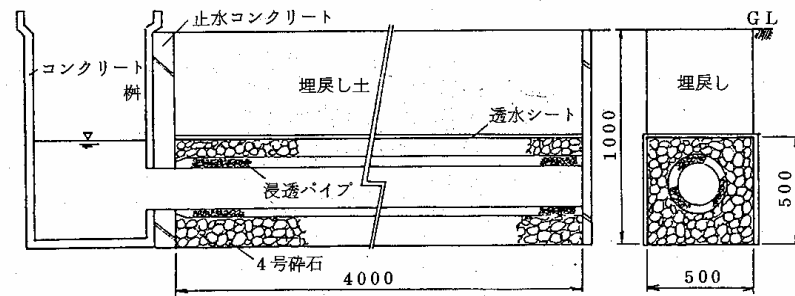 止水コンクリート
GL
コンクリート
桝
埋戻し土
埋戻し
透水シート
1000
浸透パイプ
500
4号砕石
4000
500